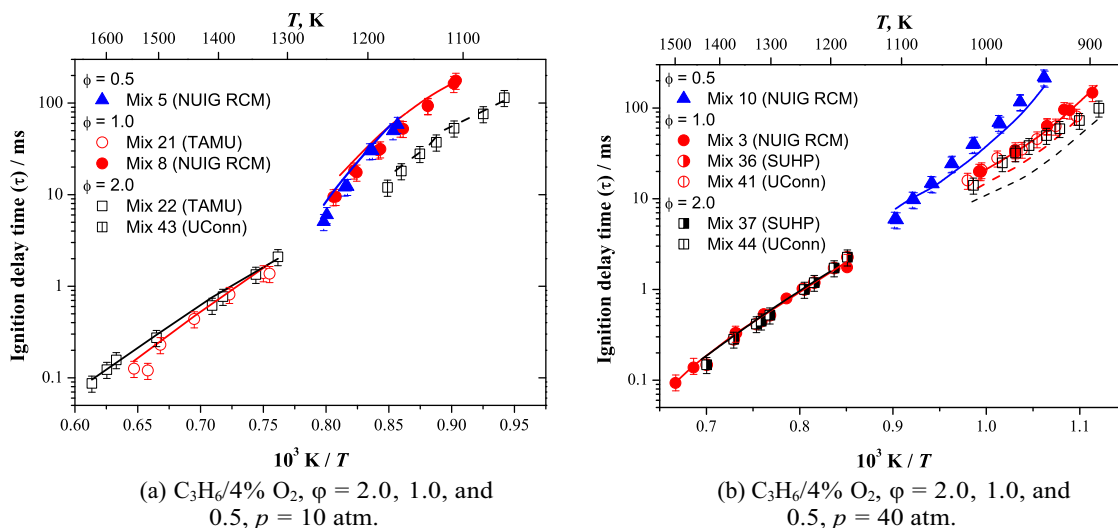 T, K
1600 1500 1400 1300 1200 1100
φ = 0.5
Mix 5 (NUIG RCM)
φ = 1.0
Mix 21 (TAMU)
Mix 8 (NUIG RCM)
φ = 2.0
Mix 22 (TAMU)
Mix 43 (UConn)
Ignition delay time (τ) / ms
100
10
1
0.1
0.60 0.65 0.70 0.75 0.80 0.85 0.90 0.95
10³ K / T
(a) C₃H₆/4% O₂, φ = 2.0, 1.0, and
0.5, p = 10 atm.
T, K
1500 1400 1300 1200 1100 1000 900
φ = 0.5
Mix 10 (NUIG RCM)
φ = 1.0
Mix 3 (NUIG RCM)
Mix 36 (SUHP)
Mix 41 (UConn)
φ = 2.0
Mix 37 (SUHP)
Mix 44 (UConn)
Ignition delay time (τ) / ms
100
10
1
0.1
0.7 0.8 0.9 1.0 1.1
10³ K / T
(b) C₃H₆/4% O₂, φ = 2.0, 1.0, and
0.5, p = 40 atm.